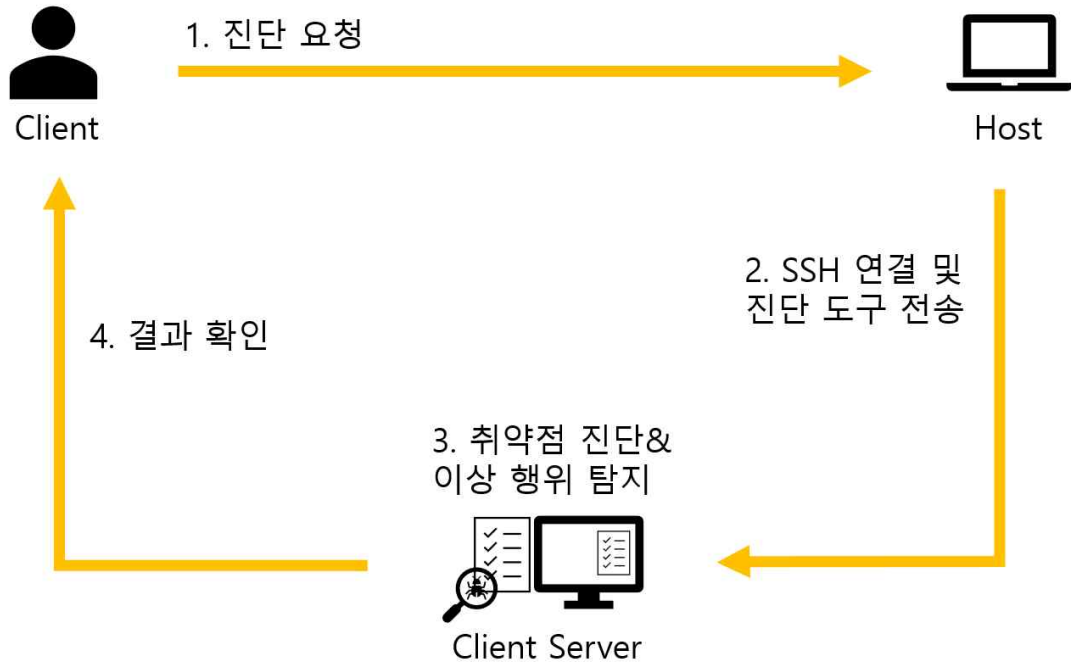 1. 진단 요청
Client
Host
2. SSH 연결 및
진단 도구 전송
4. 결과 확인
3. 취약점 진단&
이상 행위 탐지
Client Server